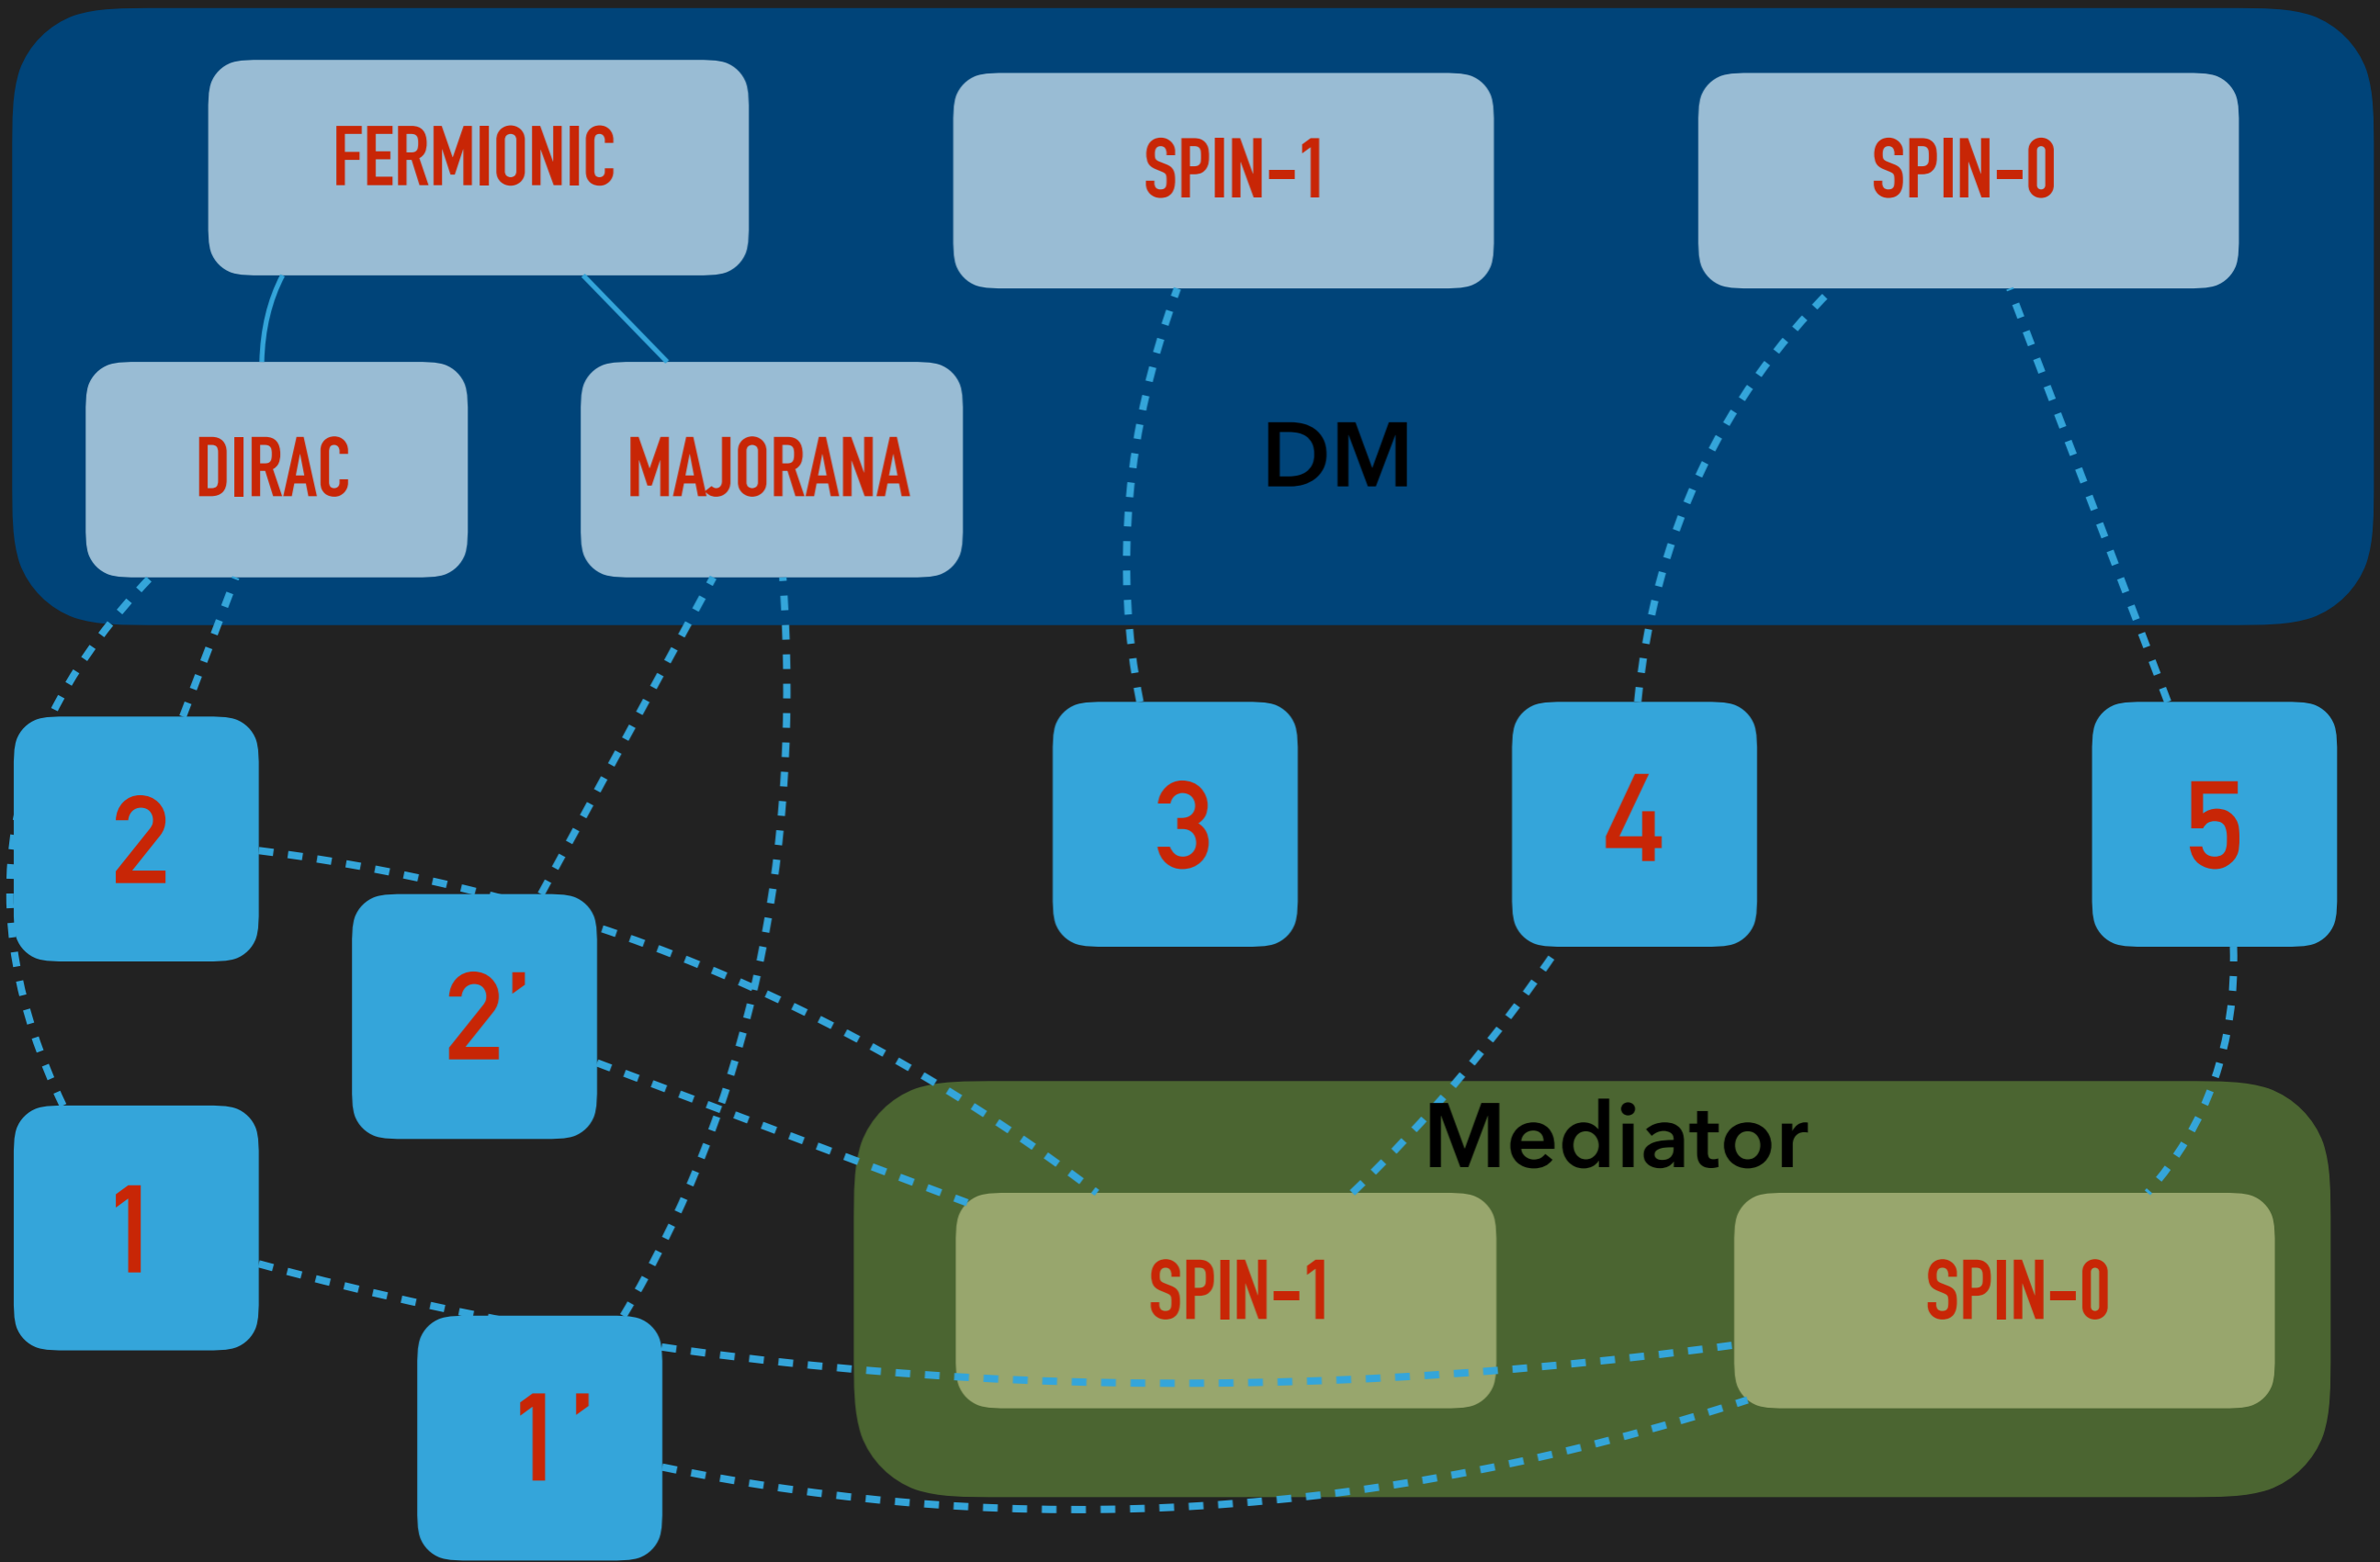 FERMIONIC
SPIN-1
SPIN-0
DIRAC
MAJORANA
DM
2
3
4
5
2'
Mediator
1
SPIN-1
SPIN-0
1'